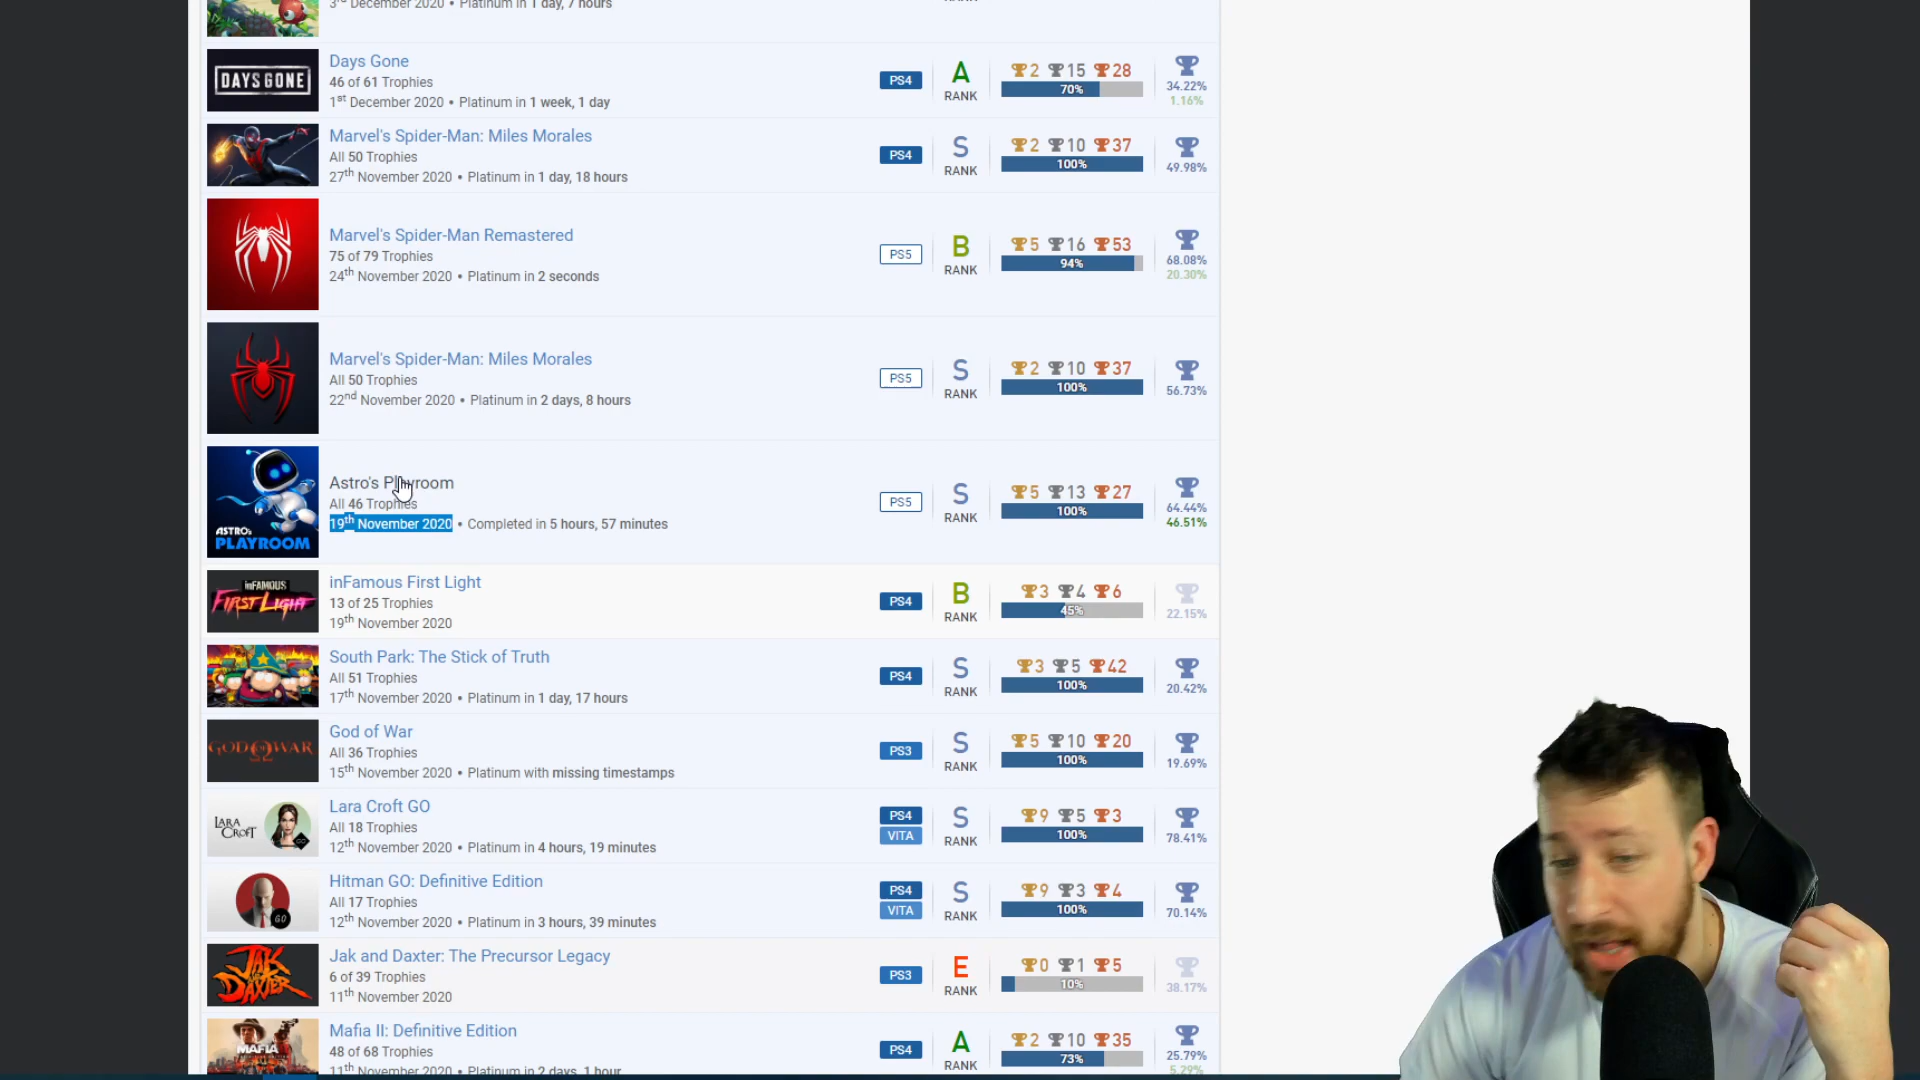 3rd December 2020 • Platinum in 1 day, 7 hours
RANK
DAYS GONE
Days Gone
46 of 61 Trophies
1st December 2020 • Platinum in 1 week, 1 day
PS4
A
RANK
2 15 28
70%
34.22%
1.16%
Marvel's Spider-Man: Miles Morales
All 50 Trophies
27th November 2020 • Platinum in 1 day, 18 hours
PS4
S
RANK
2 10 37
100%
49.98%
Marvel's Spider-Man Remastered
75 of 79 Trophies
24th November 2020 • Platinum in 2 seconds
PS5
B
RANK
5 16 53
94%
68.08%
20.30%
Marvel's Spider-Man: Miles Morales
All 50 Trophies
22nd November 2020 • Platinum in 2 days, 8 hours
PS5
S
RANK
2 10 37
100%
56.73%
ASTRO's
PLAYROOM
Astro's Playroom
All 46 Trophies
19th November 2020 • Completed in 5 hours, 57 minutes
PS5
S
RANK
5 13 27
100%
64.44%
46.51%
inFAMOUS
FIRST LIGHT
inFamous First Light
13 of 25 Trophies
19th November 2020
PS4
B
RANK
3 4 6
45%
22.15%
South Park: The Stick of Truth
All 51 Trophies
17th November 2020 • Platinum in 1 day, 17 hours
PS4
S
RANK
3 5 42
100%
20.42%
GOD OF WAR
God of War
All 36 Trophies
15th November 2020 • Platinum with missing timestamps
PS3
S
RANK
5 10 20
100%
19.69%
LARA
CROFT
GO
Lara Croft GO
All 18 Trophies
12th November 2020 • Platinum in 4 hours, 19 minutes
PS4
VITA
S
RANK
9 5 3
100%
78.41%
GO
Hitman GO: Definitive Edition
All 17 Trophies
12th November 2020 • Platinum in 3 hours, 39 minutes
PS4
VITA
S
RANK
9 3 4
100%
70.14%
JAK
DAXTER
Jak and Daxter: The Precursor Legacy
6 of 39 Trophies
11th November 2020
PS3
E
RANK
0 1 5
10%
38.17%
MAFIA
Mafia II: Definitive Edition
48 of 68 Trophies
11th November 2020 • Platinum in 2 days, 1 hour
PS4
A
RANK
2 10 35
73%
25.79%
5.29%